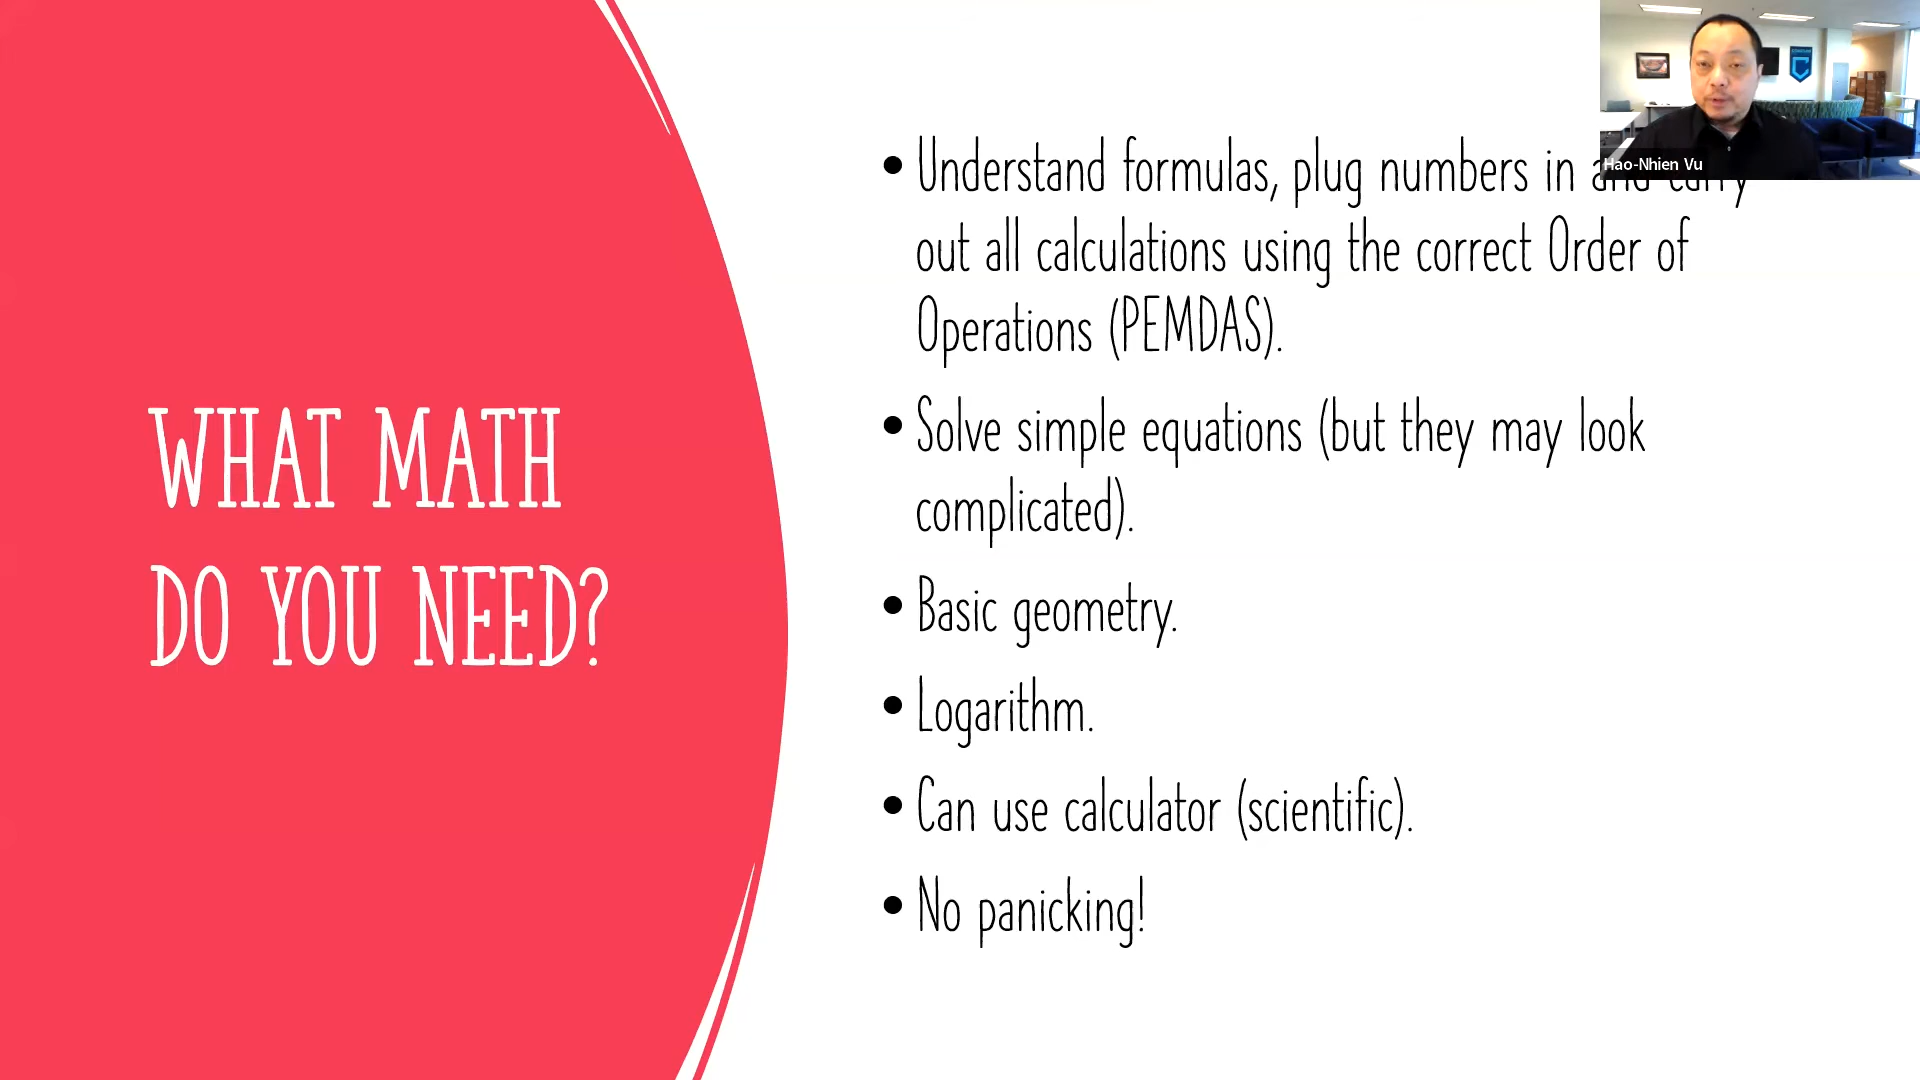 WHAT MATH
DO YOU NEED?
• Understand formulas, plug numbers in and carry
out all calculations using the correct Order of
Operations (PEMDAS).
• Solve simple equations (but they may look
complicated).
• Basic geometry.
• Logarithm.
• Can use calculator (scientific).
• No panicking!
Hao-Nhien Vu